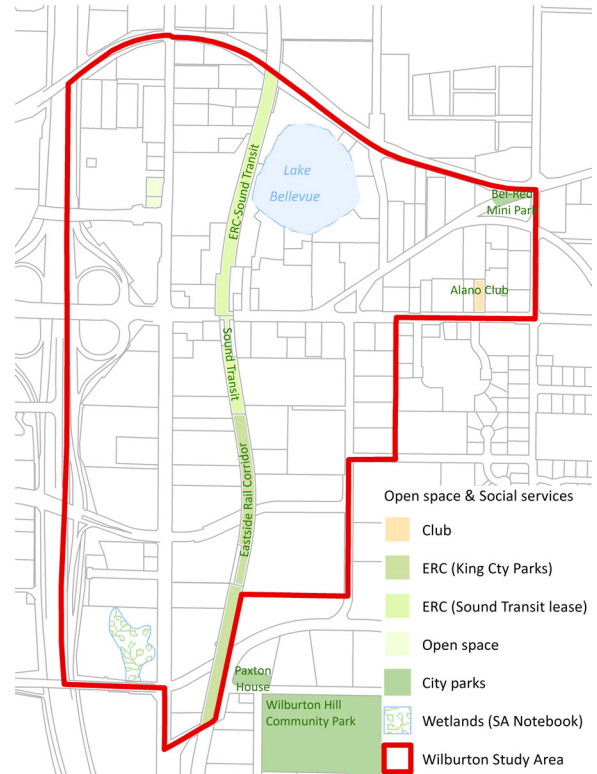 ERC-Sound Transit
Lake
Bellevue
Bel-Red
Mini Park
Alano Club
Sound Transit
Eastside Rail Corridor
Paxton
House
Wilburton Hill
Community Park
Open space & Social services
Club
ERC (King Cty Parks)
ERC (Sound Transit lease)
Open space
City parks
Wetlands (SA Notebook)
Wilburton Study Area